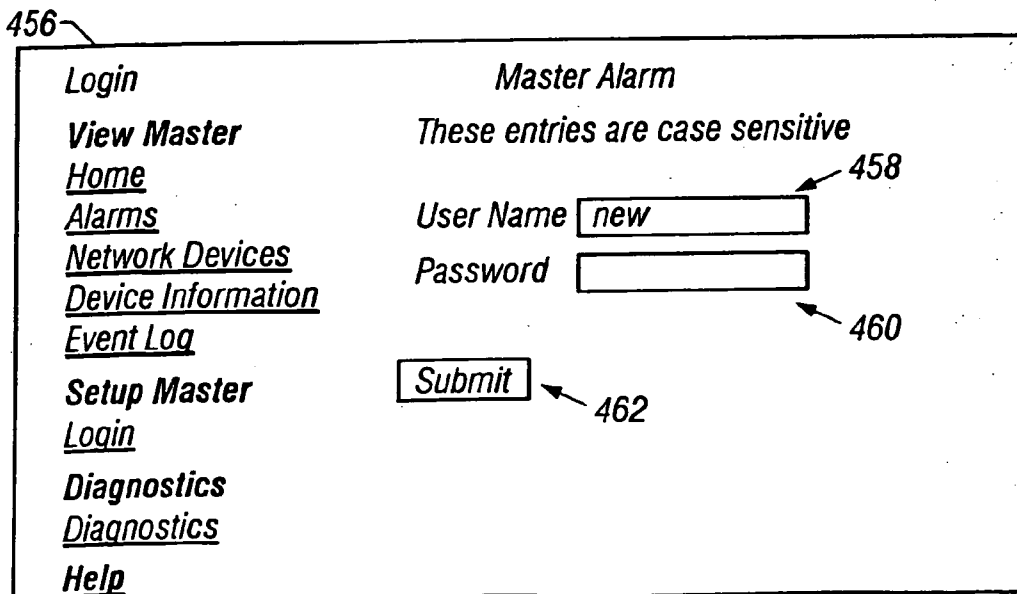 456
Login
Master Alarm
View Master
These entries are case sensitive
Home
458
Alarms
User Name new
Network Devices
Password
Device Information
460
Event Log
Submit
Setup Master
462
Login
Diagnostics
Diagnostics
Help